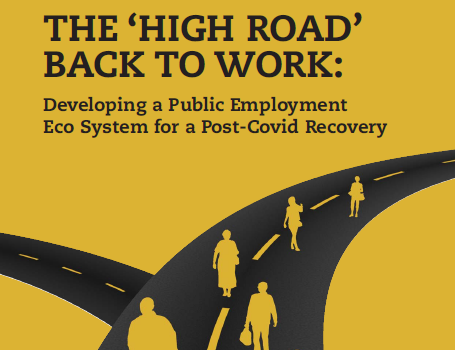 THE ‘HIGH ROAD’
BACK TO WORK:
Developing a Public Employment
Eco System for a Post-Covid Recovery